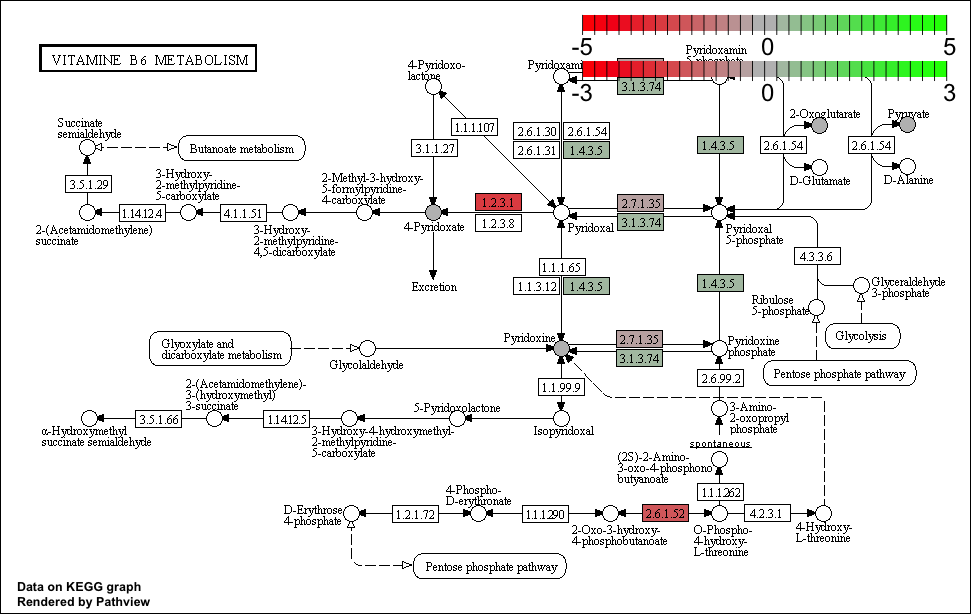 -5
0
5
-3
0
3
VITAMINE B6 METABOLISM
4-Pyridoxo-
lactone
Pyridoxami
Pyridoxamin
3.1.3.74
1.1.1.107
3.1.1.27
2.6.1.30
2.6.1.54
2.6.1.31
1.4.3.5
1.4.3.5
2-Oxoglutarate
Pyruvate
2.6.1.54
2.6.1.54
D-Glutamate
D-Alanine
Succinate
semialdehyde
Butanoate metabolism
3.5.1.29
3-Hydroxy-
2-methylpyridine-
5-carboxylate
2-Methyl-3-hydroxy-
5-formylpyridine-
4-carboxylate
1.14.12.4
4.1.1.51
1.2.3.1
1.2.3.8
2.7.1.35
3.1.3.74
2-(Acetamidomethylene)
succinate
3-Hydroxy-
2-methylpyridine-
4,5-dicarboxylate
4-Pyridoxate
Pyridoxal
Pyridoxal
5-phosphate
Excretion
1.1.1.65
1.1.3.12
1.4.3.5
1.4.3.5
4.3.3.6
Glyceraldehyde
3-phosphate
Ribulose
5-phosphate
Glycolysis
Glyoxylate and
dicarboxylate metabolism
Glycolaldehyde
Pyridoxine
2.7.1.35
3.1.3.74
Pyridoxine
phosphate
Pentose phosphate pathway
2-(Acetamidomethylene)-
3-(hydroxymethyl)
3-succinate
1.1.99.9
2.6.99.2
3.5.1.66
1.14.12.5
5-Pyridoxolactone
α-Hydroxymethyl
succinate semialdehyde
3-Hydroxy-4-hydroxymethyl-
2-methylpyridine-
5-carboxylate
Isopyridoxal
3-Amino-
2-oxopropyl
phosphate
spontaneous
(2S)-2-Amino-
3-oxo-4-phosphono
butyanoate
1.1.1.262
D-Erythrose
4-phosphate
1.2.1.72
4-Phospho-
D-erythronate
1.1.1.290
2-Oxo-3-hydroxy-
4-phosphobutanoate
2.6.1.52
O-Phospho-
4-hydroxy-
L-threonine
4.2.3.1
4-Hydroxy-
L-threonine
Pentose phosphate pathway
Data on KEGG graph
Rendered by Pathview